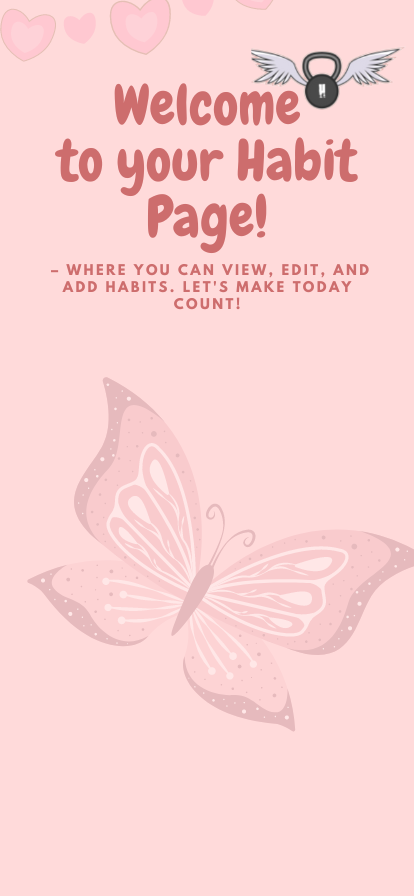 Welcome
to your Habit
Page!
– WHERE YOU CAN VIEW, EDIT, AND
ADD HABITS. LET'S MAKE TODAY
COUNT!